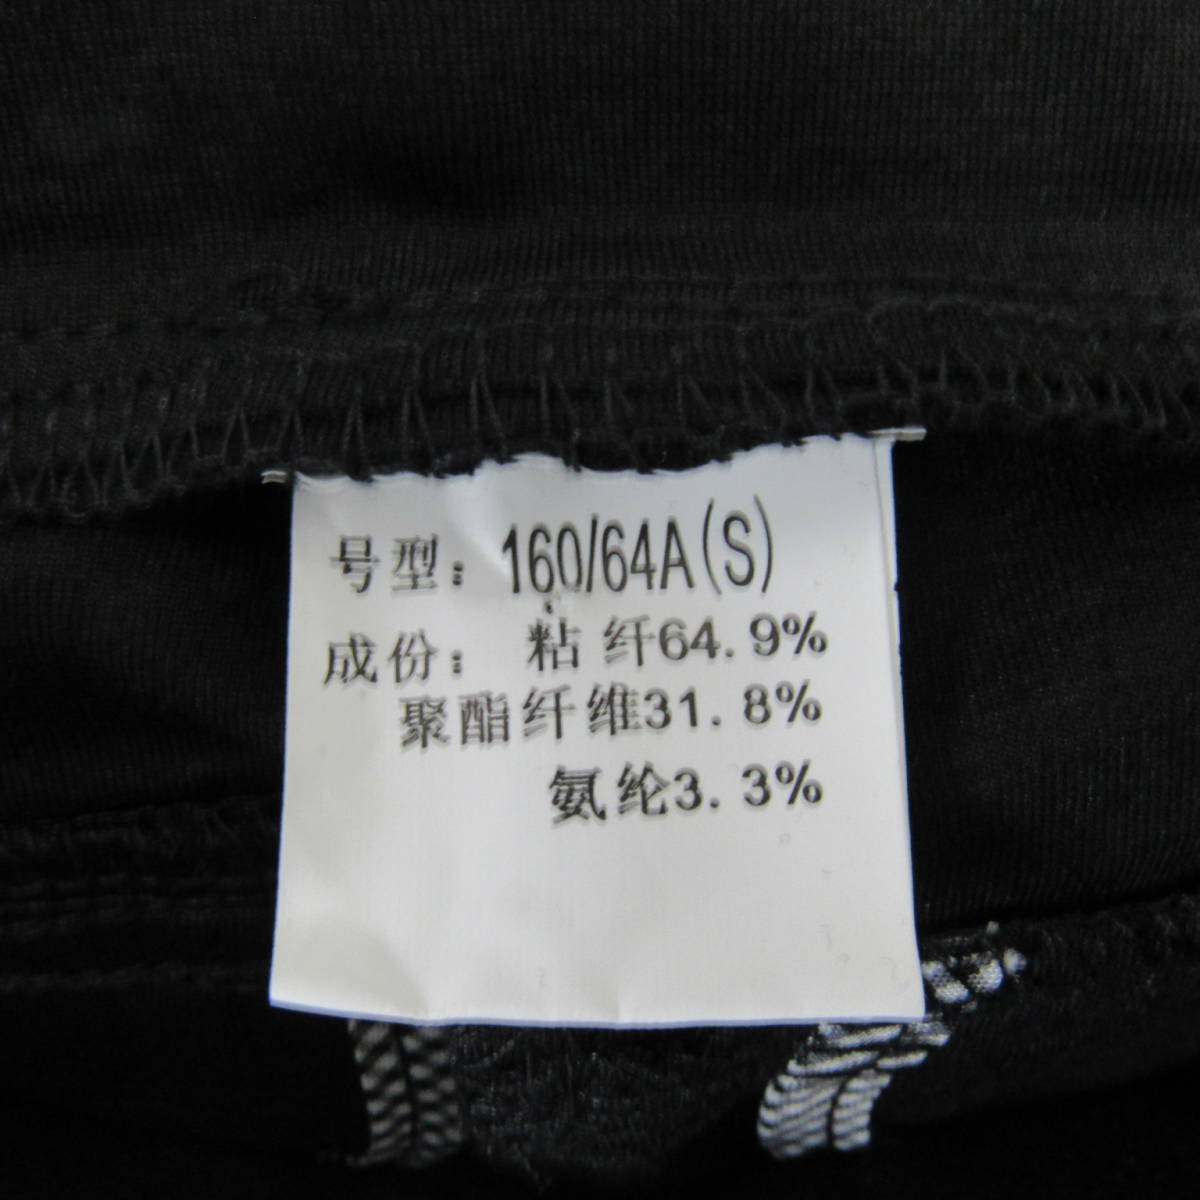 号型：160/64A(S)
成份：粘 纤64.9%
聚酯纤维31.8%
氨纶3.3%